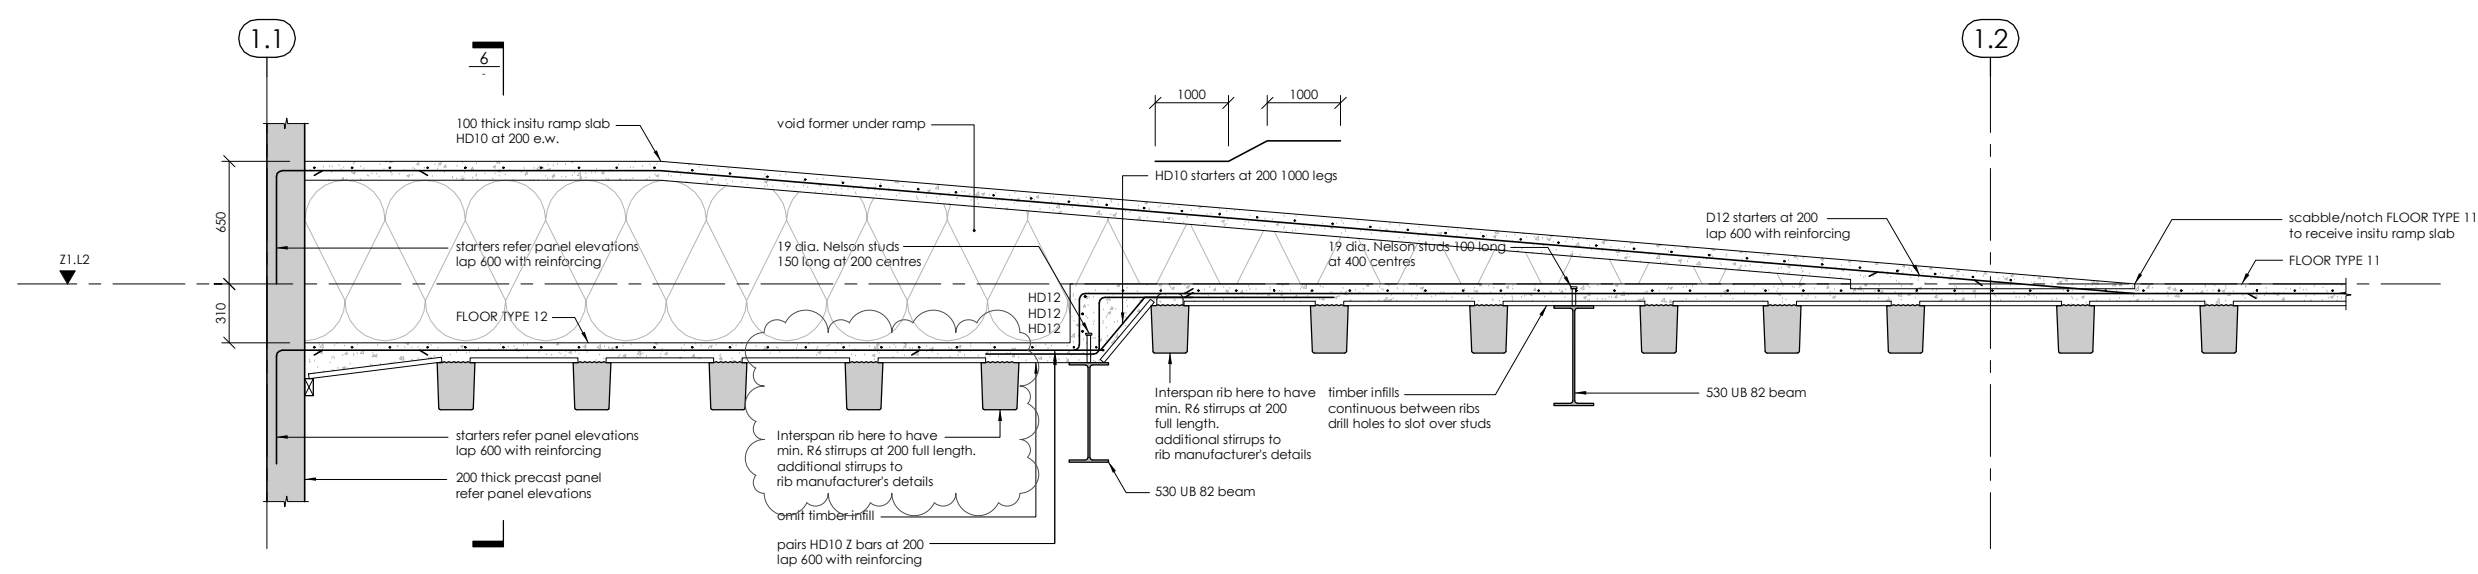 1.1
6
-
1.2
1000
1000
100 thick insitu ramp slab
HD10 at 200 e.w.
void former under ramp
HD10 starters at 200 1000 legs
650
starters refer panel elevations
lap 600 with reinforcing
19 dia. Nelson studs
150 long at 200 centres
19 dia. Nelson studs 100 long
at 400 centres
D12 starters at 200
lap 600 with reinforcing
scabble/notch FLOOR TYPE 11
to receive insitu ramp slab
FLOOR TYPE 11
Z1.L2
310
FLOOR TYPE 12
HD12
HD12
HD12
starters refer panel elevations
lap 600 with reinforcing
200 thick precast panel
refer panel elevations
Interspan rib here to have
min. R6 stirrups at 200 full length.
additional stirrups to
rib manufacturer's details
omit timber infill
pairs HD10 Z bars at 200
lap 600 with reinforcing
Interspan rib here to have
min. R6 stirrups at 200
full length.
additional stirrups to
rib manufacturer's details
530 UB 82 beam
timber infills
continuous between ribs
drill holes to slot over studs
530 UB 82 beam